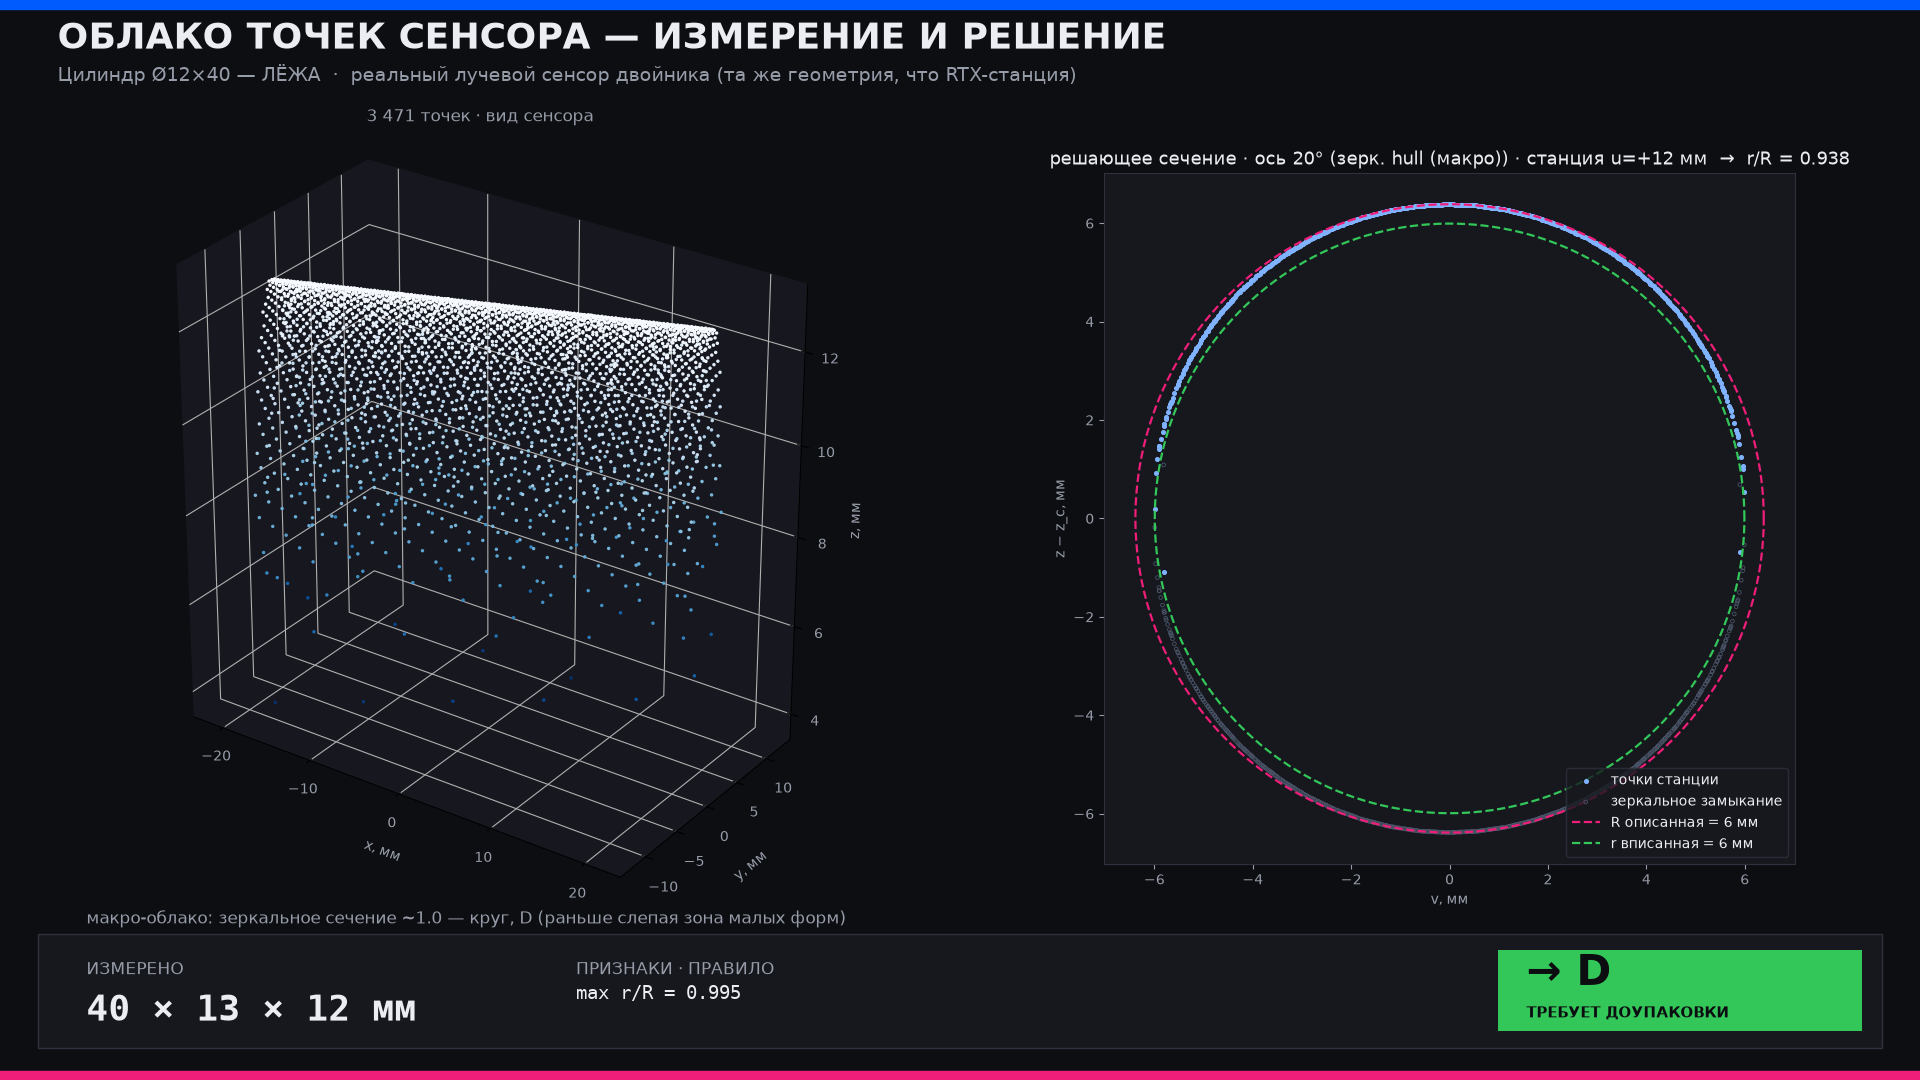 ОБЛАКО ТОЧЕК СЕНСОРА — ИЗМЕРЕНИЕ И РЕШЕНИЕ
Цилиндр Ø12×40 — ЛЁЖА · реальный лучевой сенсор двойника (та же геометрия, что RTX-станция)
3 471 точек · вид сенсора
12
10
8
6
4
z, мм
−20
−10
0
10
20
x, мм
10
5
0
−5
−10
y, мм
решающее сечение · ось 20° (зерк. hull (макро)) · станция u=+12 мм → r/R = 0.938
6
4
2
0
−2
−4
−6
z − z_c, мм
−6
−4
−2
0
2
4
6
v, мм
точки станции
зеркальное замыкание
R описанная = 6 мм
r вписанная = 6 мм
макро-облако: зеркальное сечение ~1.0 — круг, D (раньше слепая зона малых форм)
ИЗМЕРЕНО
40 × 13 × 12 мм
ПРИЗНАКИ · ПРАВИЛО
max r/R = 0.995
→ D
ТРЕБУЕТ ДОУПАКОВКИ